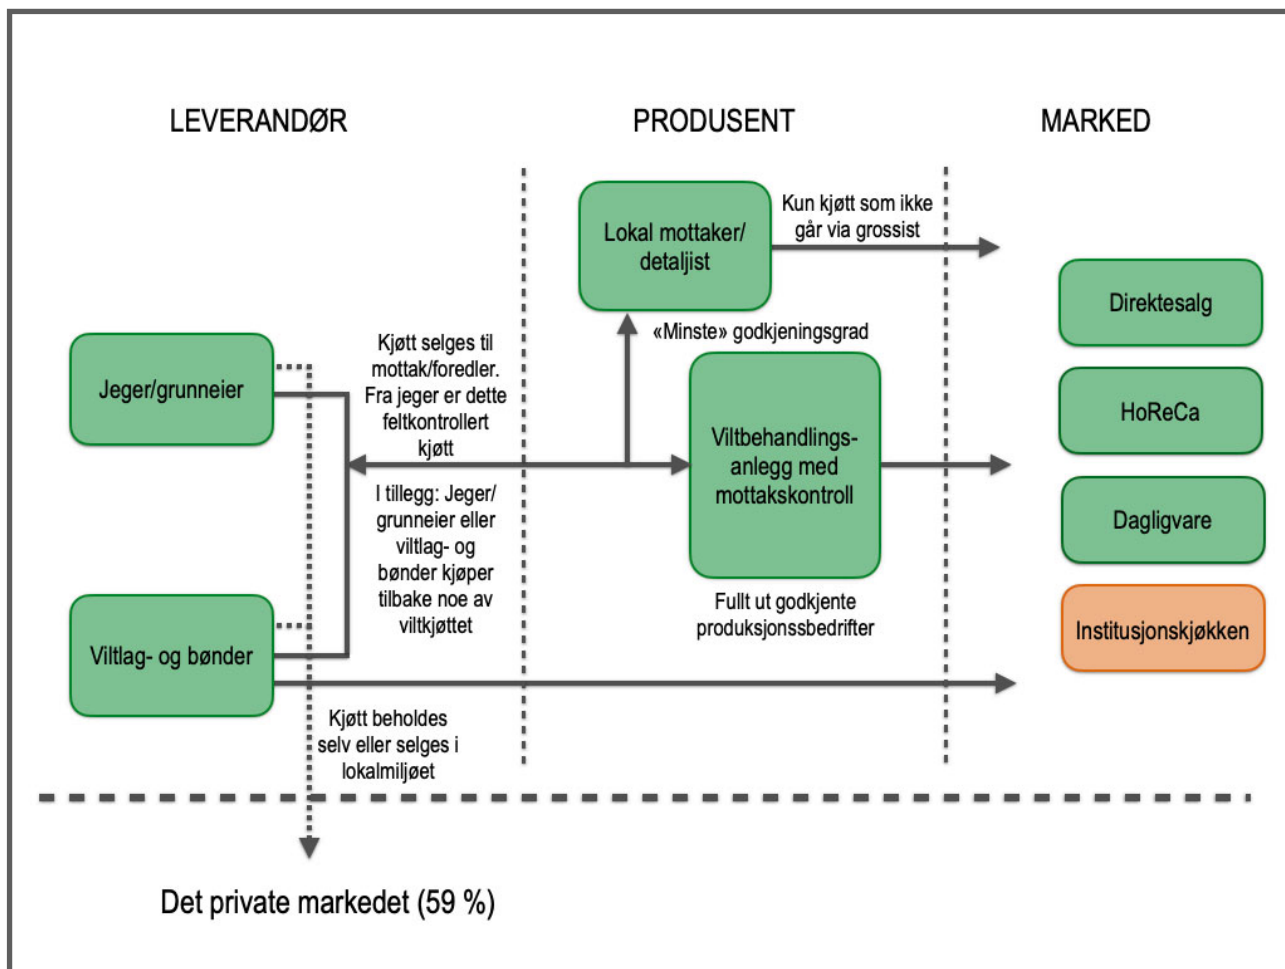 LEVERANDØR
PRODUSENT
MARKED
Jeger/grunneier
Viltlag- og bønder
Kjøtt selges til
mottak/foredler.
Fra jeger er dette
feltkontrollert
kjøtt
I tillegg: Jeger/
grunneier eller
viltlag- og
bønder kjøper
tilbake noe av
viltkjøttet
Kjøtt beholdes
selv eller selges i
lokalmiljøet
Lokal mottaker/
detaljist
«Minste» godkjeningsgrad
Viltbehandlings-
anlegg med
mottakskontroll
Fullt ut godkjente
produksjonssbedrifter
Kun kjøtt som ikke
går via grossist
Direktesalg
HoReCa
Dagligvare
Institusjonskjøkken
Det private markedet (59 %)